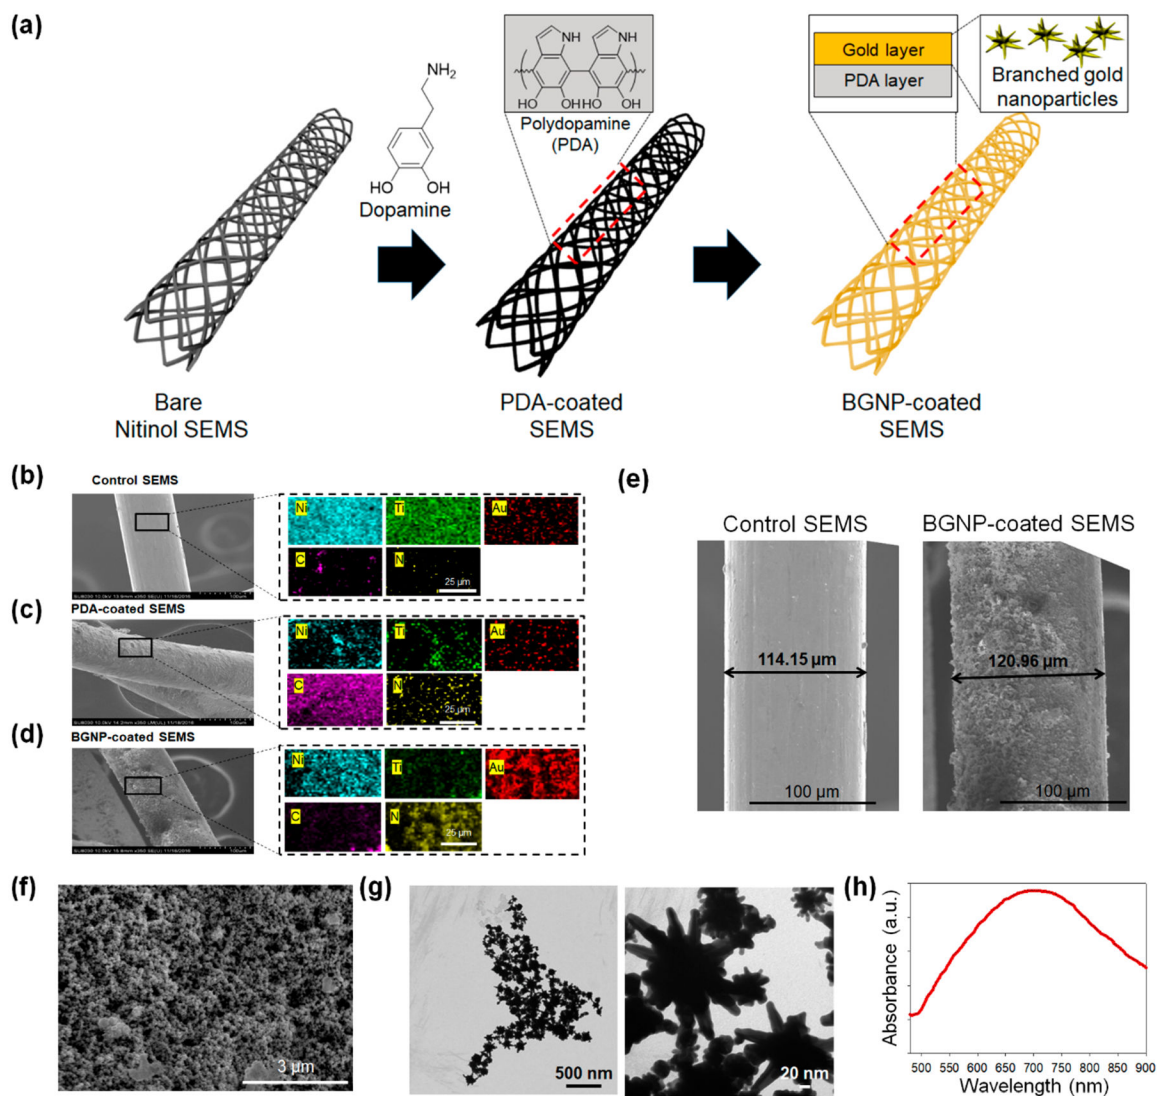 (a)
NH₂
HO
OH
Dopamine
NH
NH
HO
OH
HO
OH
Polydopamine
(PDA)
Gold layer
PDA layer
Branched gold
nanoparticles
Bare
Nitinol SEMS
PDA-coated
SEMS
BGNP-coated
SEMS
(b)
Control SEMS
Ni
Ti
Au
C
N
25 µm
(c)
PDA-coated SEMS
Ni
Ti
Au
C
N
25 µm
(d)
BGNP-coated SEMS
Ni
Ti
Au
C
N
25 µm
(e)
Control SEMS
BGNP-coated SEMS
114.15 µm
120.96 µm
100 µm
100 µm
(f)
3 µm
(g)
500 nm
20 nm
(h)
Absorbance (a.u.)
500 550 600 650 700 750 800 850 900
Wavelength (nm)